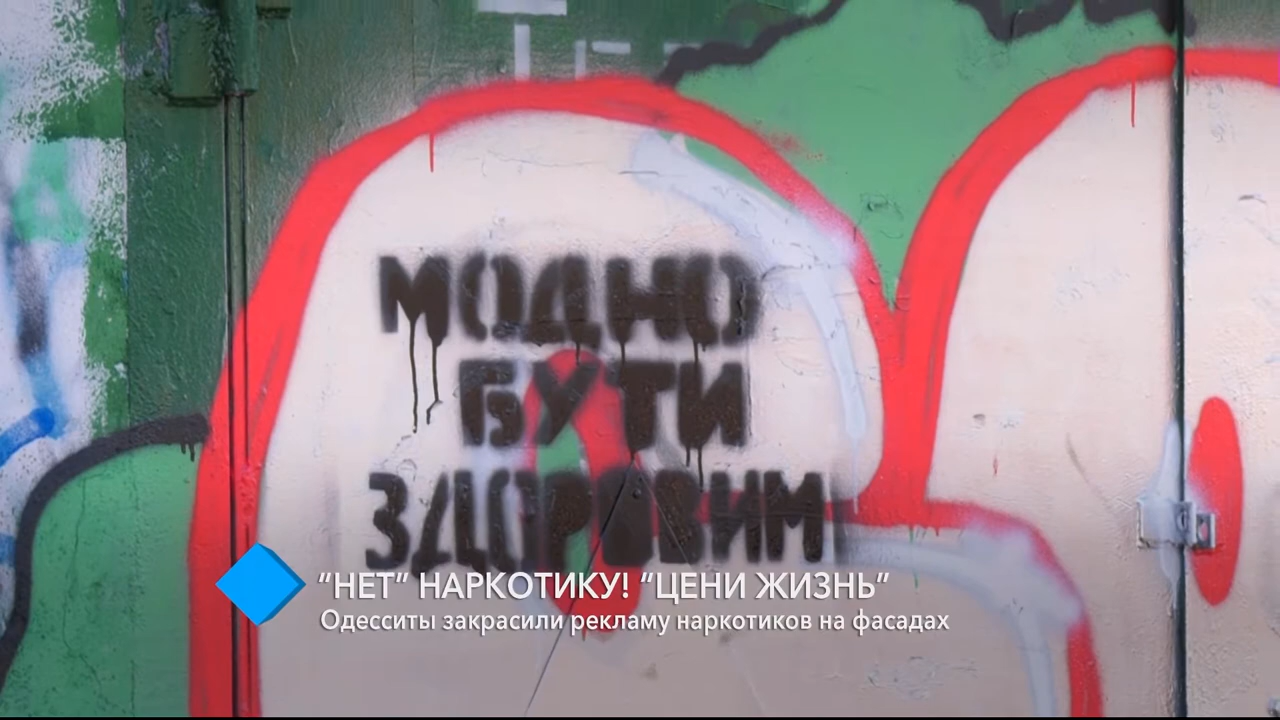 МОДНО
БУТИ
ЗДОРОВИМ
“НЕТ” НАРКОТИКУ! “ЦЕНИ ЖИЗНЬ”
Одесситы закрасили рекламу наркотиков на фасадах